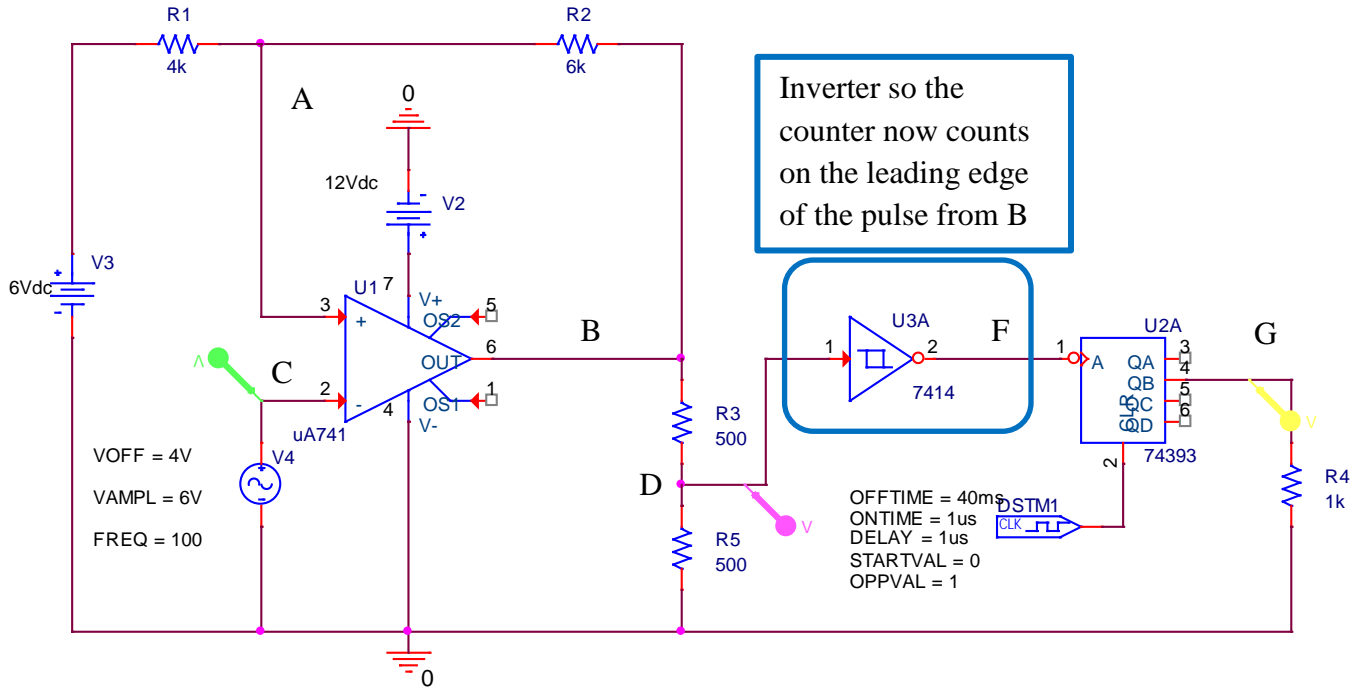 R1
4k
R2
6k
A
0
12Vdc
V2
Inverter so the
counter now counts
on the leading edge
of the pulse from B
V3
6Vdc
U1
7
V+
3
+
OS2
5
B
OUT
6
V
C
2
-
4
OS1
1
V-
uA741
V4
VOFF = 4V
VAMPL = 6V
FREQ = 100
R3
500
D
V
R5
500
U3A
1
2
7414
F
U2A
1
A
QA
3
QB
4
QC
5
QD
6
CLR
2
74393
G
V
R4
1k
OFFTIME = 40ms
ONTIME = 1us
DELAY = 1us
STARTVAL = 0
OPPVAL = 1
DSTM1
CLK
0